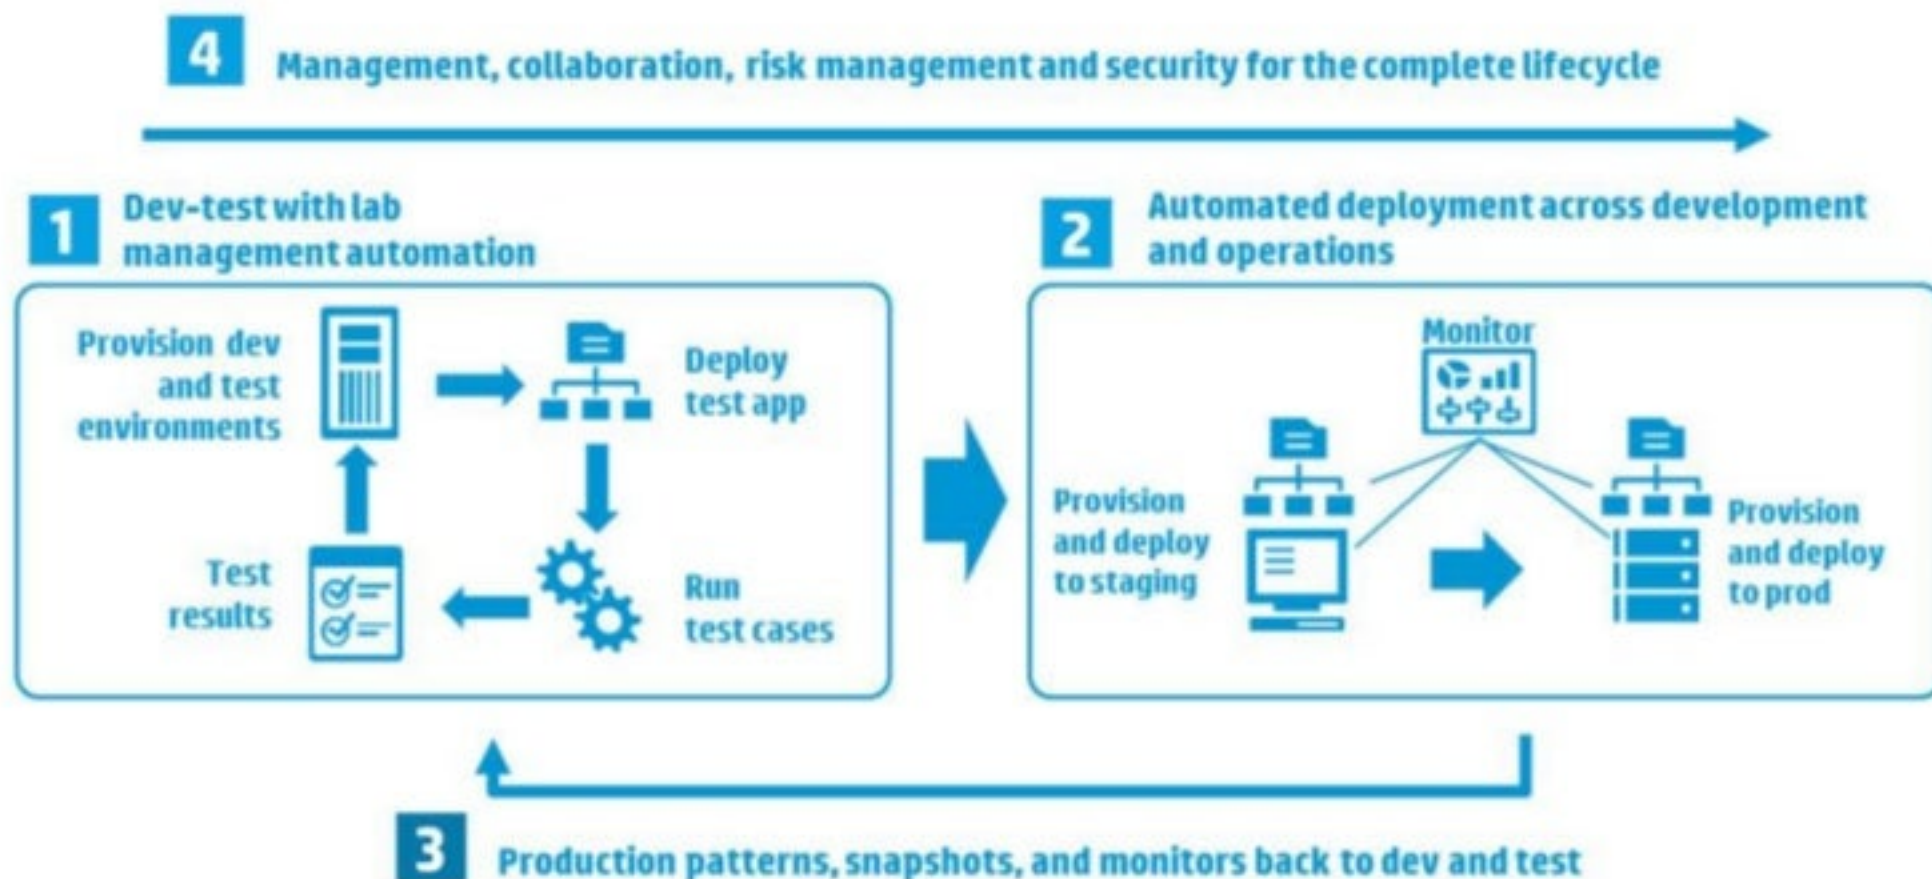 4
Management, collaboration, risk management and security for the complete lifecycle
1
Dev-test with lab
management automation
Provision dev
and test
environments
Deploy
test app
Test
results
Run
test cases
2
Automated deployment across development
and operations
Monitor
Provision
and deploy
to staging
Provision
and deploy
to prod
3
Production patterns, snapshots, and monitors back to dev and test